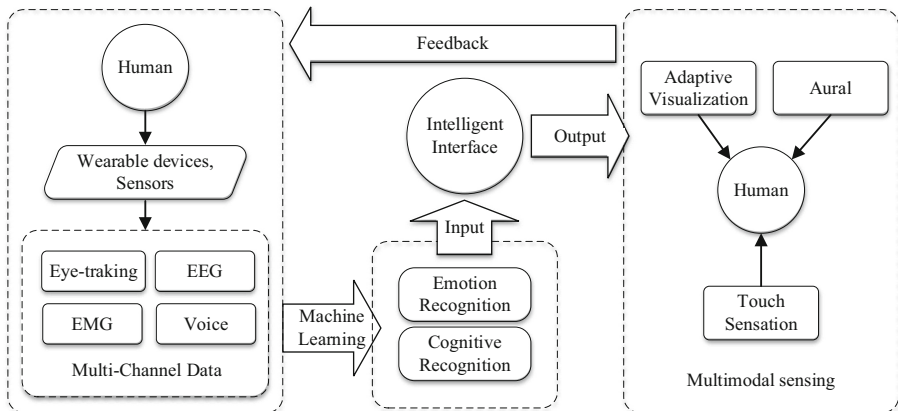 Human
Wearable devices,
Sensors
Eye-traking
EEG
EMG
Voice
Multi-Channel Data
Machine
Learning
Emotion
Recognition
Cognitive
Recognition
Input
Intelligent
Interface
Output
Feedback
Adaptive
Visualization
Aural
Human
Touch
Sensation
Multimodal sensing